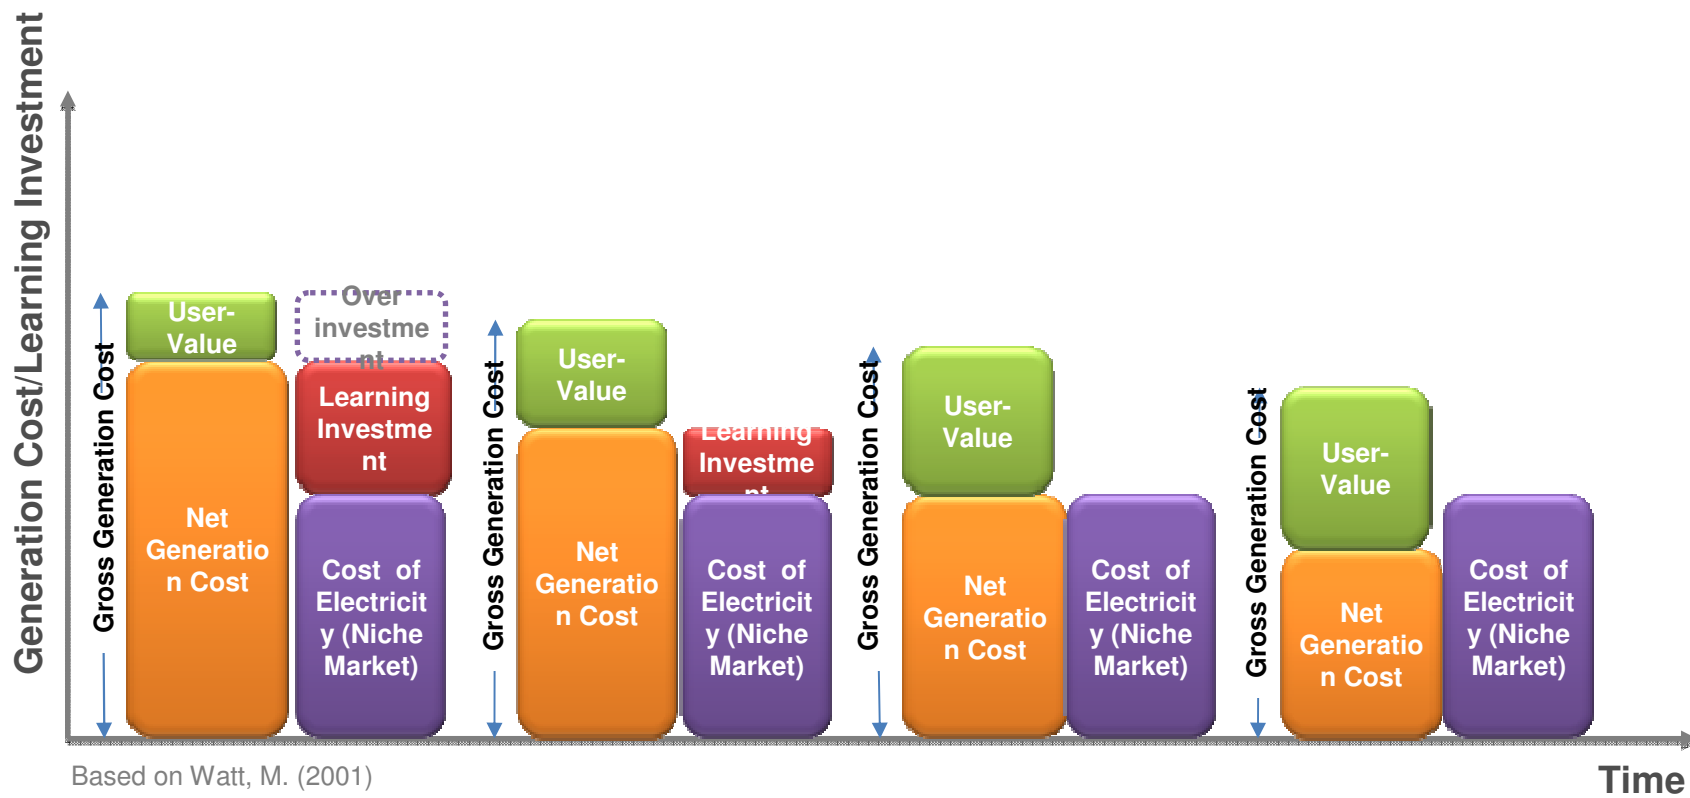 Generation Cost/Learning Investment
Gross Generation Cost
User-
Value
Net
Generatio
n Cost
Over
investme
nt
Learning
Investme
nt
Cost of
Electricit
y (Niche
Market)
Gross Generation Cost
User-
Value
Net
Generatio
n Cost
Learning
Investme
nt
Cost of
Electricit
y (Niche
Market)
Gross Generation Cost
User-
Value
Net
Generatio
n Cost
Cost of
Electricit
y (Niche
Market)
Gross Generation Cost
User-
Value
Net
Generatio
n Cost
Cost of
Electricit
y (Niche
Market)
Based on Watt, M. (2001)
Time